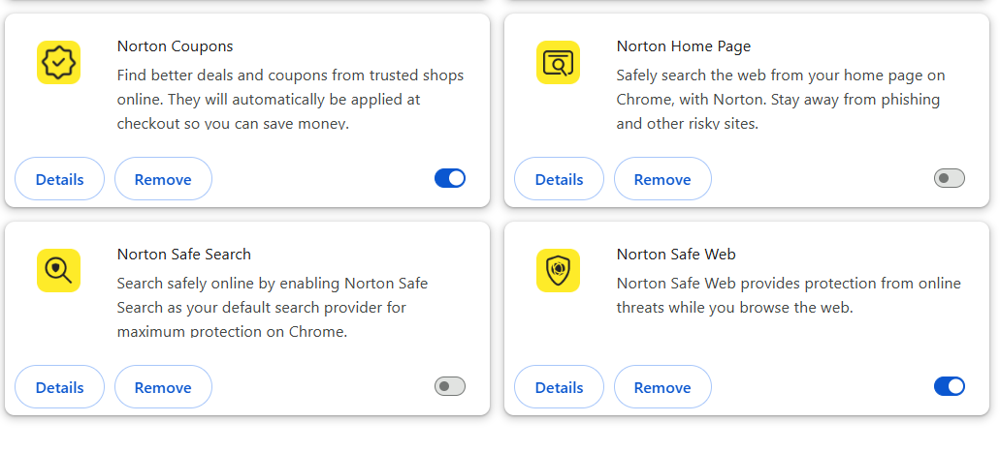 Norton Coupons
Find better deals and coupons from trusted shops
online. They will automatically be applied at
checkout so you can save money.
Details
Remove
Norton Home Page
Safely search the web from your home page on
Chrome, with Norton. Stay away from phishing
and other risky sites.
Details
Remove
Norton Safe Search
Search safely online by enabling Norton Safe
Search as your default search provider for
maximum protection on Chrome.
Details
Remove
Norton Safe Web
Norton Safe Web provides protection from online
threats while you browse the web.
Details
Remove